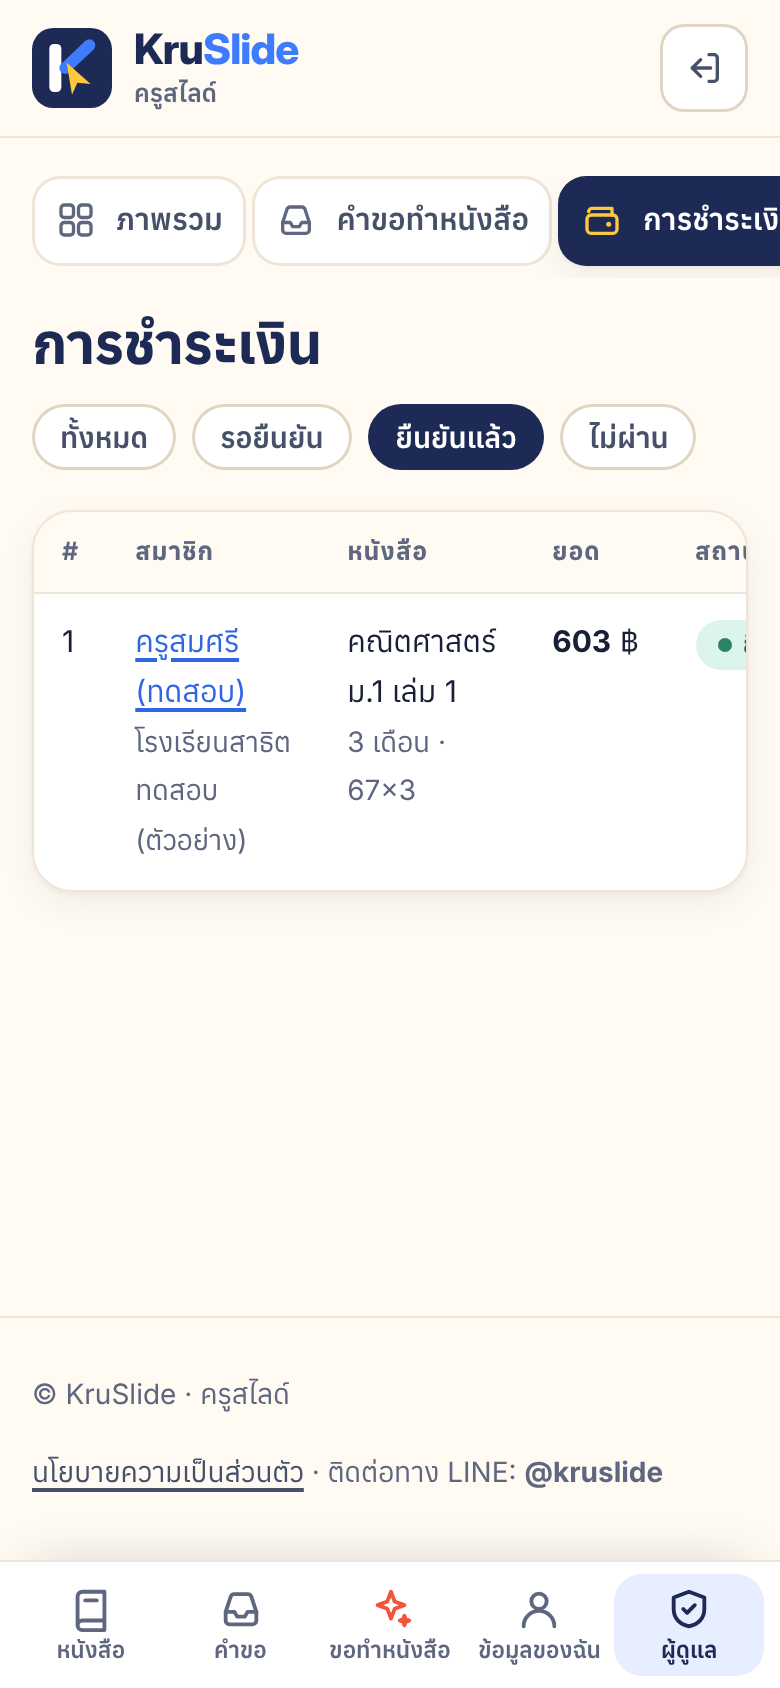 KruSlide
ครูสไลด์
ภาพรวม
คำขอทำหนังสือ
การชำระเงิ
การชำระเงิน
ทั้งหมด
รอยืนยัน
ยืนยันแล้ว
ไม่ผ่าน
# สมาชิก หนังสือ ยอด สถา
1 ครูสมศรี คณิตศาสตร์ 603 ฿
(ทดสอบ) ม.1 เล่ม 1
โรงเรียนสาธิต 3 เดือน ·
ทดสอบ 67×3
(ตัวอย่าง)
© KruSlide · ครูสไลด์
นโยบายความเป็นส่วนตัว · ติดต่อทาง LINE: @kruslide
หนังสือ
คำขอ
ขอทำหนังสือ
ข้อมูลของฉัน
ผู้ดูแล